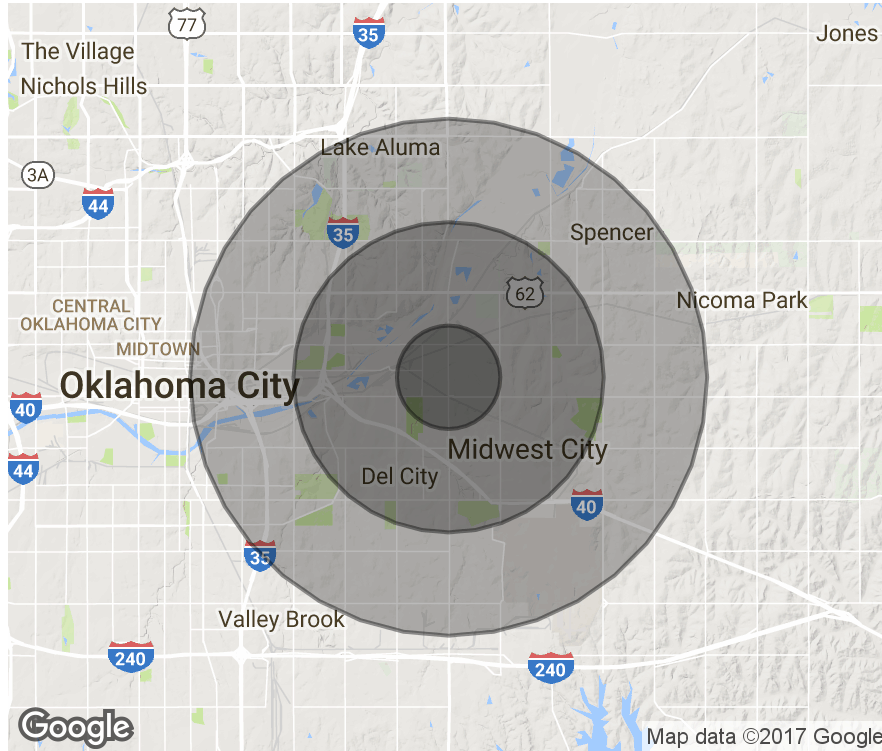 77
35
Jones
The Village
Nichols Hills
Lake Aluma
3A
44
35
Spencer
62
Nicoma Park
CENTRAL
OKLAHOMA CITY
MIDTOWN
Oklahoma City
40
Midwest City
44
Del City
40
35
Valley Brook
240
240
Google
Map data ©2017 Google